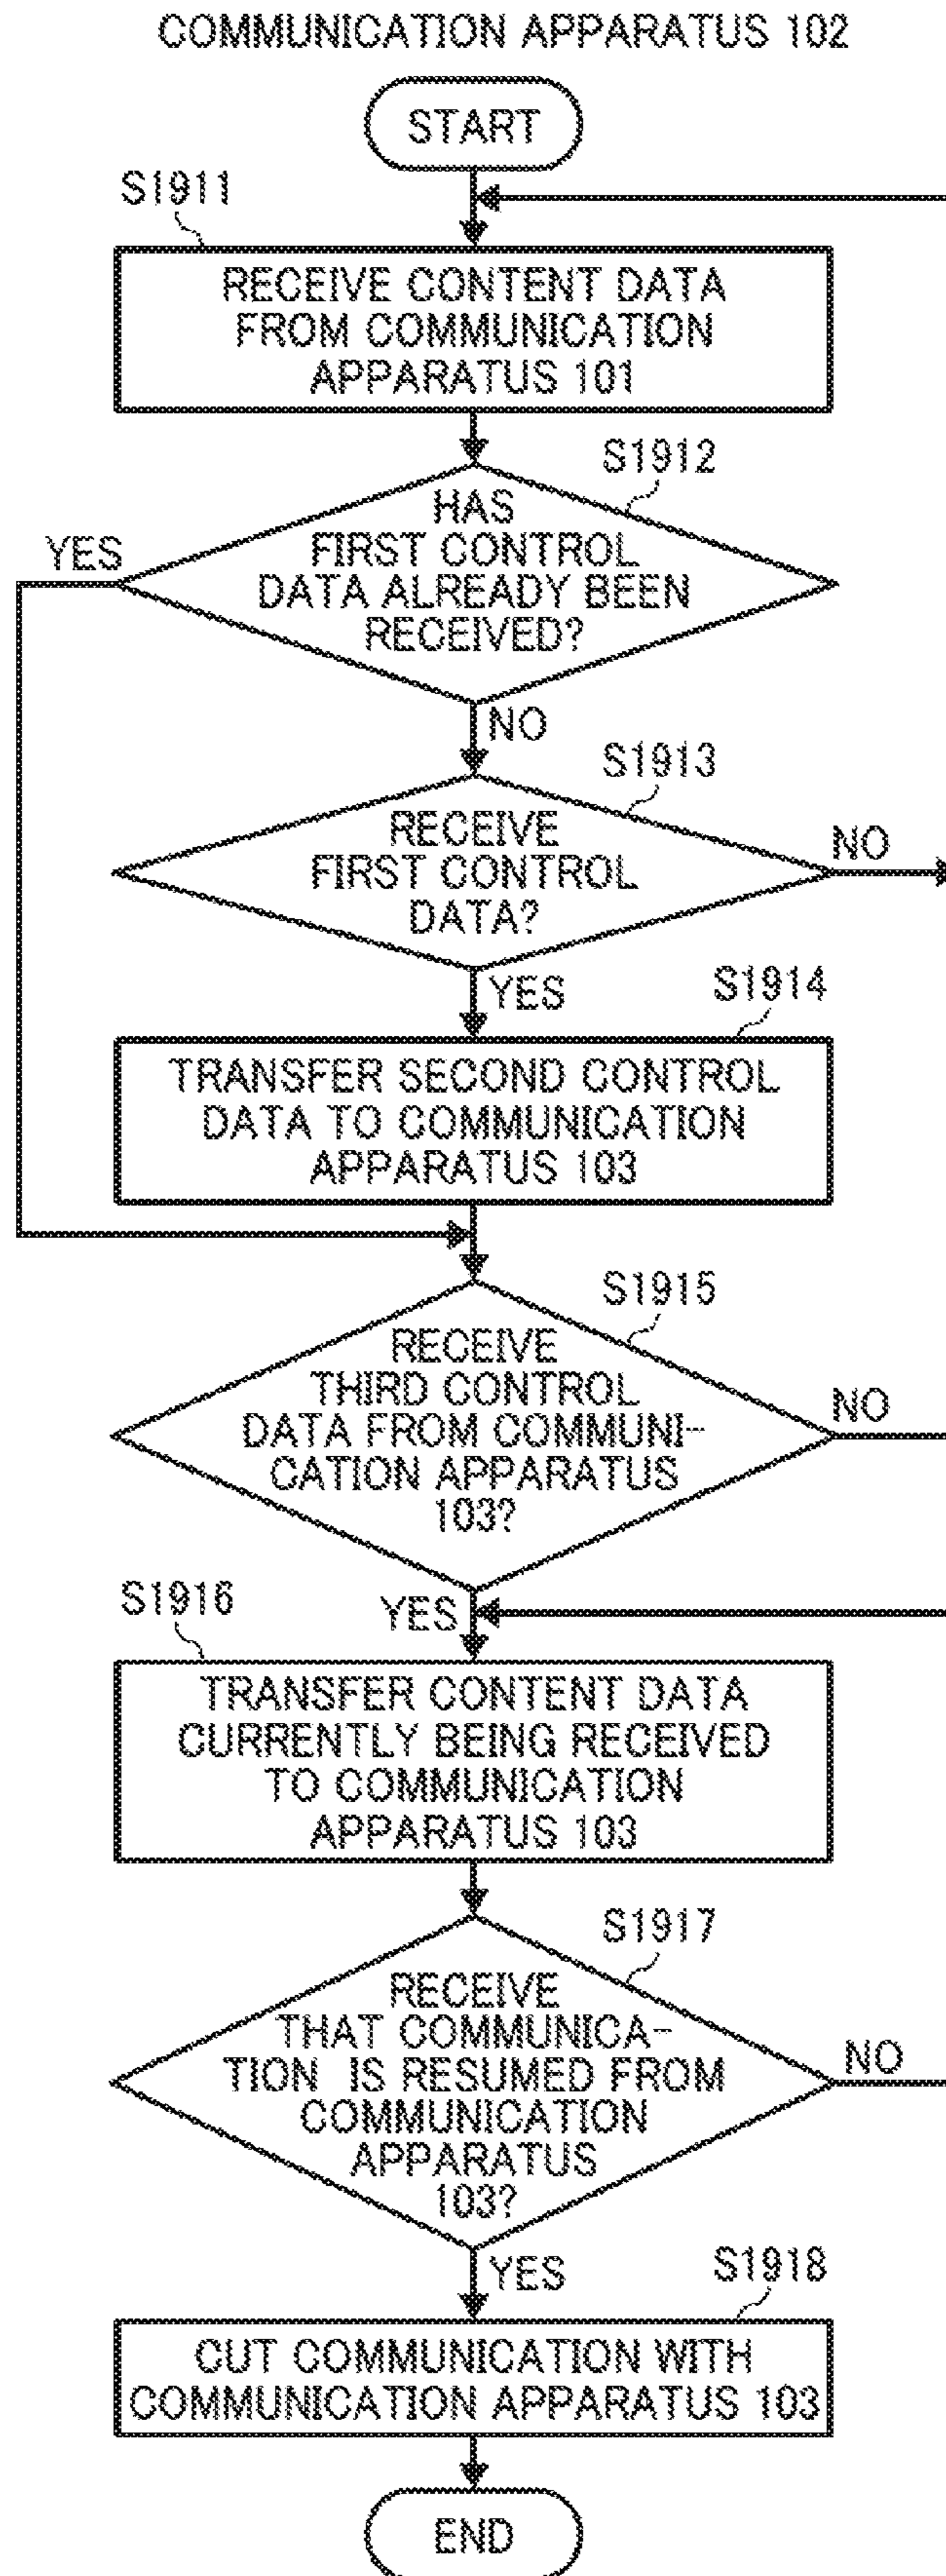 COMMUNICATION APPARATUS 102
START
S1911
RECEIVE CONTENT DATA
FROM COMMUNICATION
APPARATUS 101
S1912
HAS
FIRST CONTROL
DATA ALREADY BEEN
RECEIVED?
YES
NO
S1913
RECEIVE
FIRST CONTROL
DATA?
NO
YES
S1914
TRANSFER SECOND CONTROL
DATA TO COMMUNICATION
APPARATUS 103
S1915
RECEIVE
THIRD CONTROL
DATA FROM COMMUNI-
CATION APPARATUS
103?
NO
YES
S1916
TRANSFER CONTENT DATA
CURRENTLY BEING RECEIVED
TO COMMUNICATION
APPARATUS 103
S1917
RECEIVE
THAT COMMUNICA-
TION IS RESUMED FROM
COMMUNICATION
APPARATUS
103?
NO
YES
S1918
CUT COMMUNICATION WITH
COMMUNICATION APPARATUS 103
END